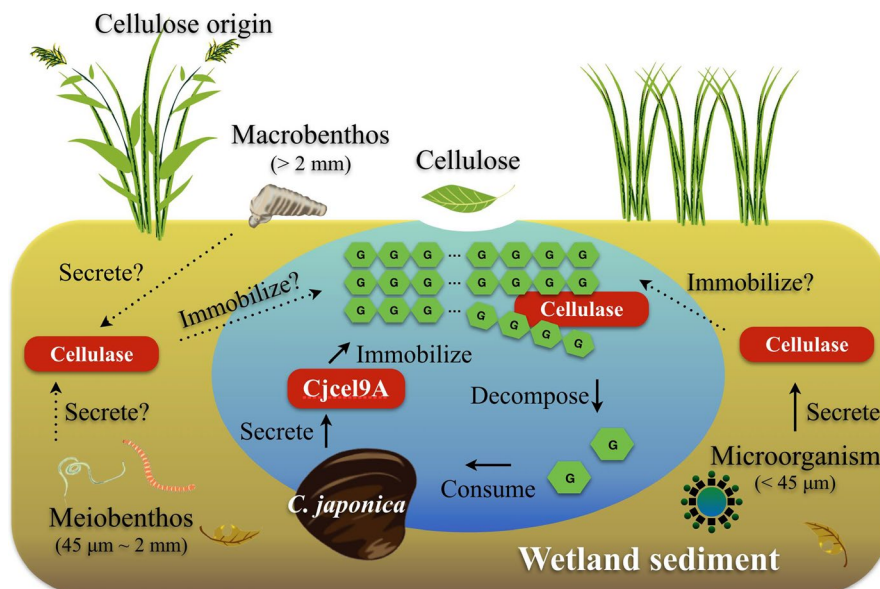 Cellulose origin
Macrobenthos
(> 2 mm)
Cellulose
Secrete?
Immobilize?
G G G ... G G G G
G G G ... G G G G
G G G ... G G G G
Cellulase
Immobilize?
Cellulase
Cellulase
Immobilize
Cjcel9A
Decompose
Secrete?
Secrete
Secrete
G
G
Consume
C. japonica
Meiobenthos
(45 μm ~ 2 mm)
Microorganism
(< 45 μm)
Wetland sediment